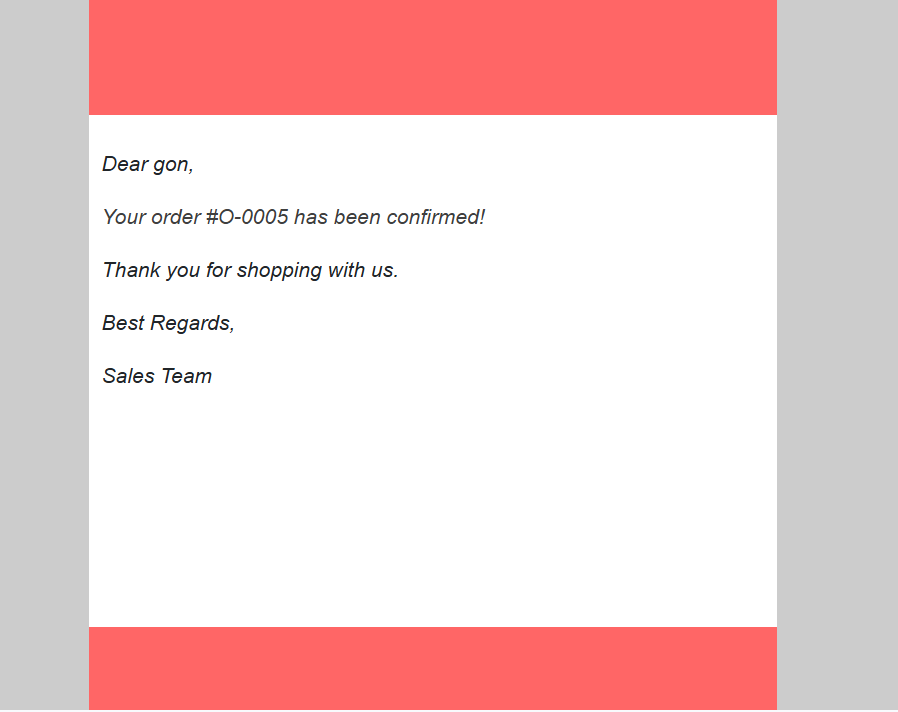 Dear gon,
Your order #O-0005 has been confirmed!
Thank you for shopping with us.
Best Regards,
Sales Team